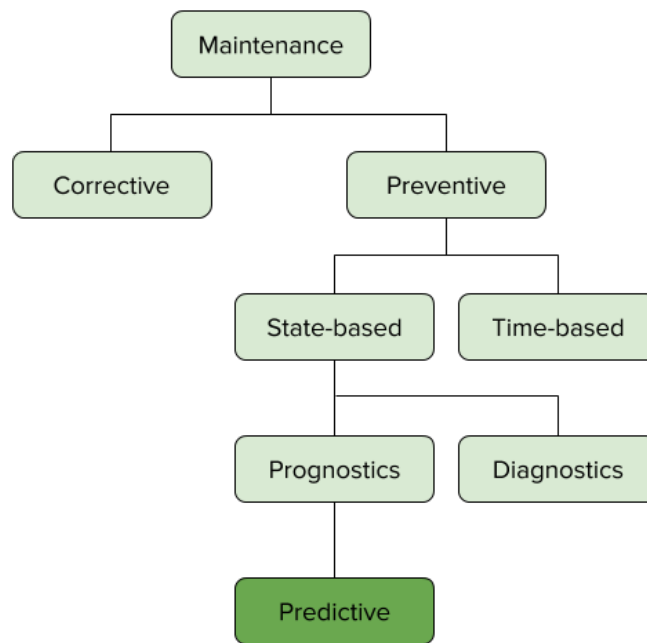 Maintenance
Corrective
Preventive
State-based
Time-based
Prognostics
Diagnostics
Predictive